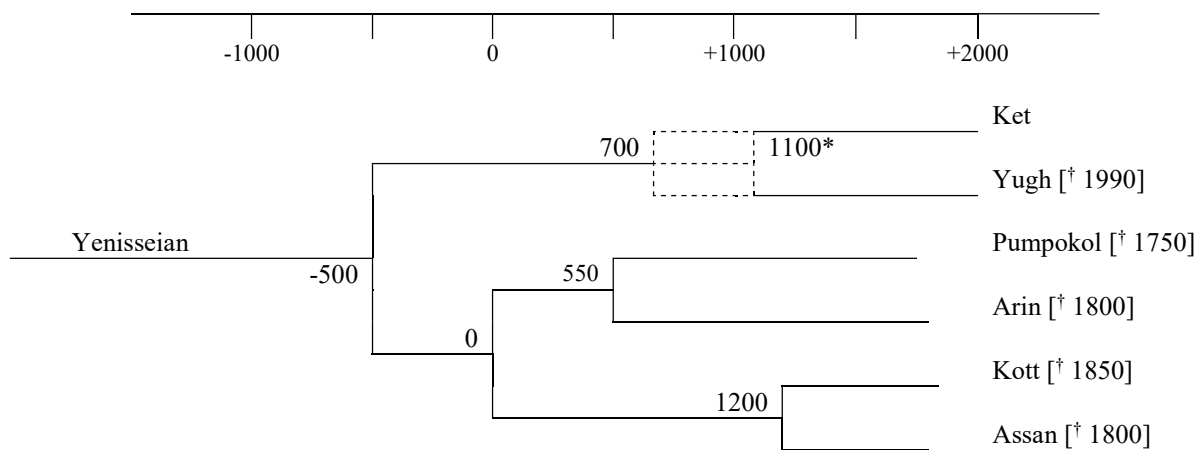 -1000 0 +1000 +2000
Ket
700 1100*
Yugh [† 1990]
Yenisseian Pumpokol [† 1750]
-500 550
Arin [† 1800]
0
Kott [† 1850]
1200
Assan [† 1800]